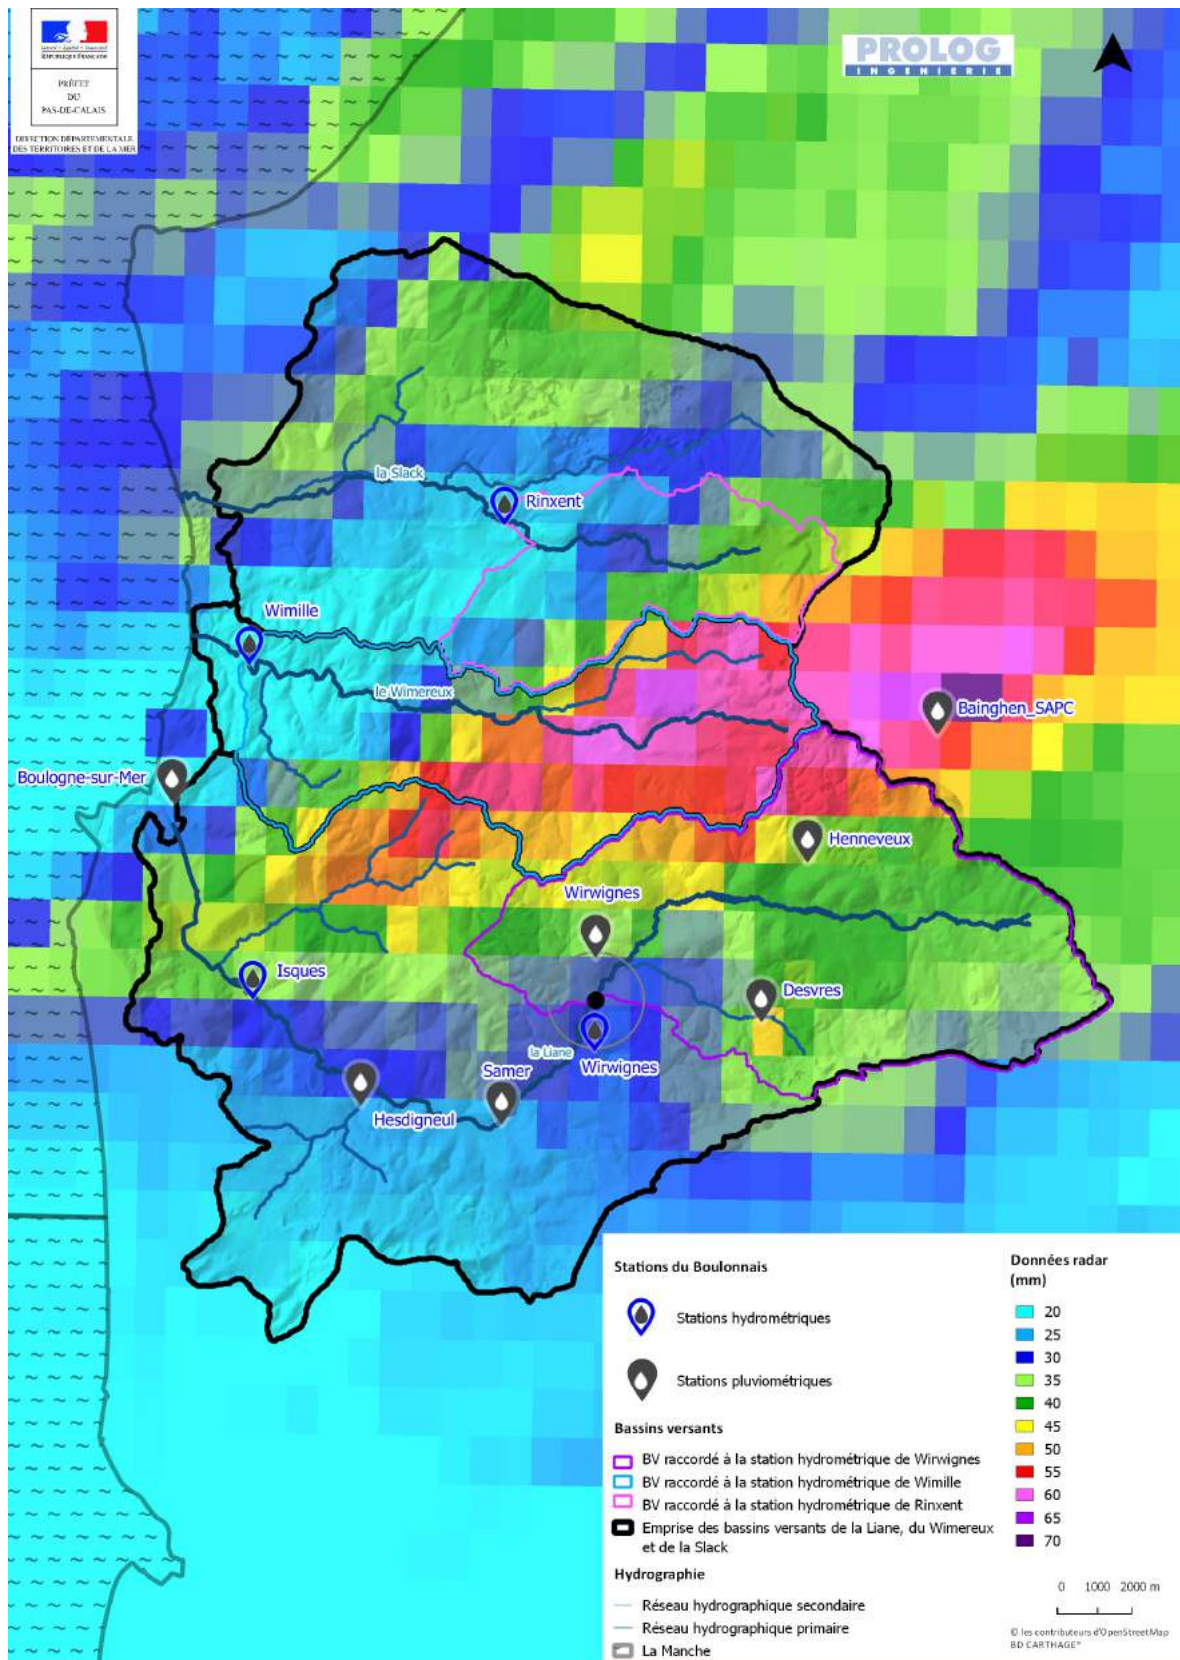 RÉPUBLIQUE FRANÇAISE
PRÉFET
DU
PAS-DE-CALAIS
DIRECTION DÉPARTEMENTALE
DES TERRITOIRES ET DE LA MER
PROLOG
INGENIERIE
la Slack
Rinxent
Wimille
le Wimereux
Bainghen_SAPC
Boulogne-sur-Mer
Henneveux
Wirwignes
Isques
Desvres
la Liane
Samer
Wirwignes
Hesdigneul
Stations du Boulonnais
Stations hydrométriques
Stations pluviométriques
Bassins versants
BV raccordé à la station hydrométrique de Wirwignes
BV raccordé à la station hydrométrique de Wimille
BV raccordé à la station hydrométrique de Rinxent
Emprise des bassins versants de la Liane, du Wimereux
et de la Slack
Hydrographie
Réseau hydrographique secondaire
Réseau hydrographique primaire
La Manche
Données radar
(mm)
20
25
30
35
40
45
50
55
60
65
70
0 1000 2000 m
© les contributeurs d'OpenStreetMap
BD CARTHAGE®